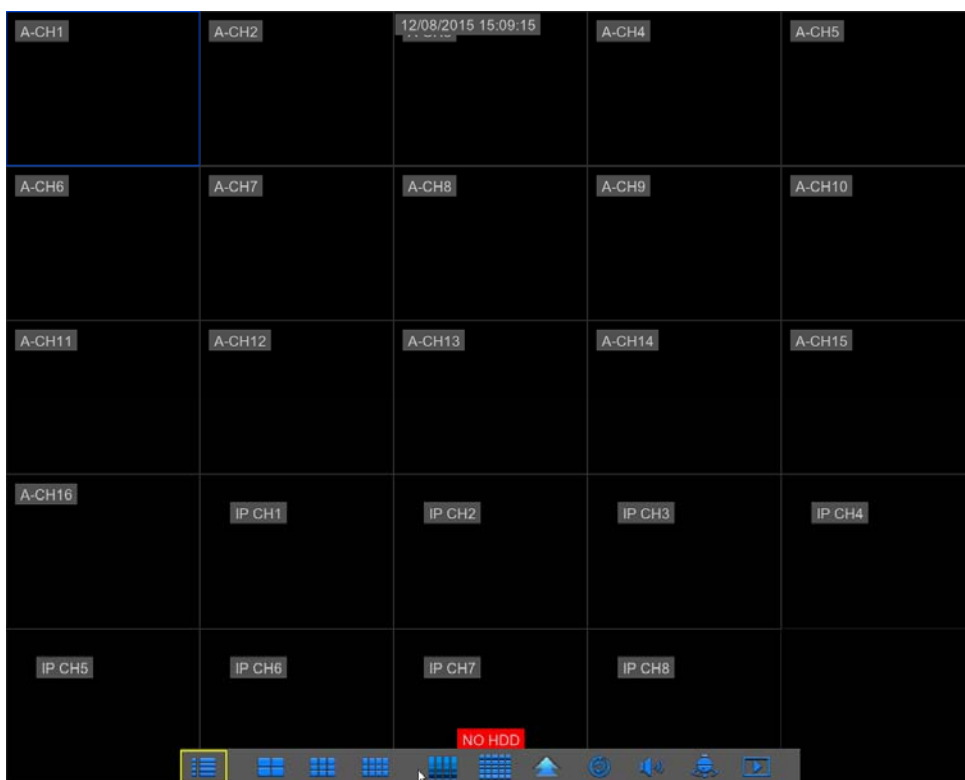 A-CH1
A-CH2
12/08/2015 15:09:15
A-CH4
A-CH5
A-CH6
A-CH7
A-CH8
A-CH9
A-CH10
A-CH11
A-CH12
A-CH13
A-CH14
A-CH15
A-CH16
IP CH1
IP CH2
IP CH3
IP CH4
IP CH5
IP CH6
IP CH7
IP CH8
NO HDD